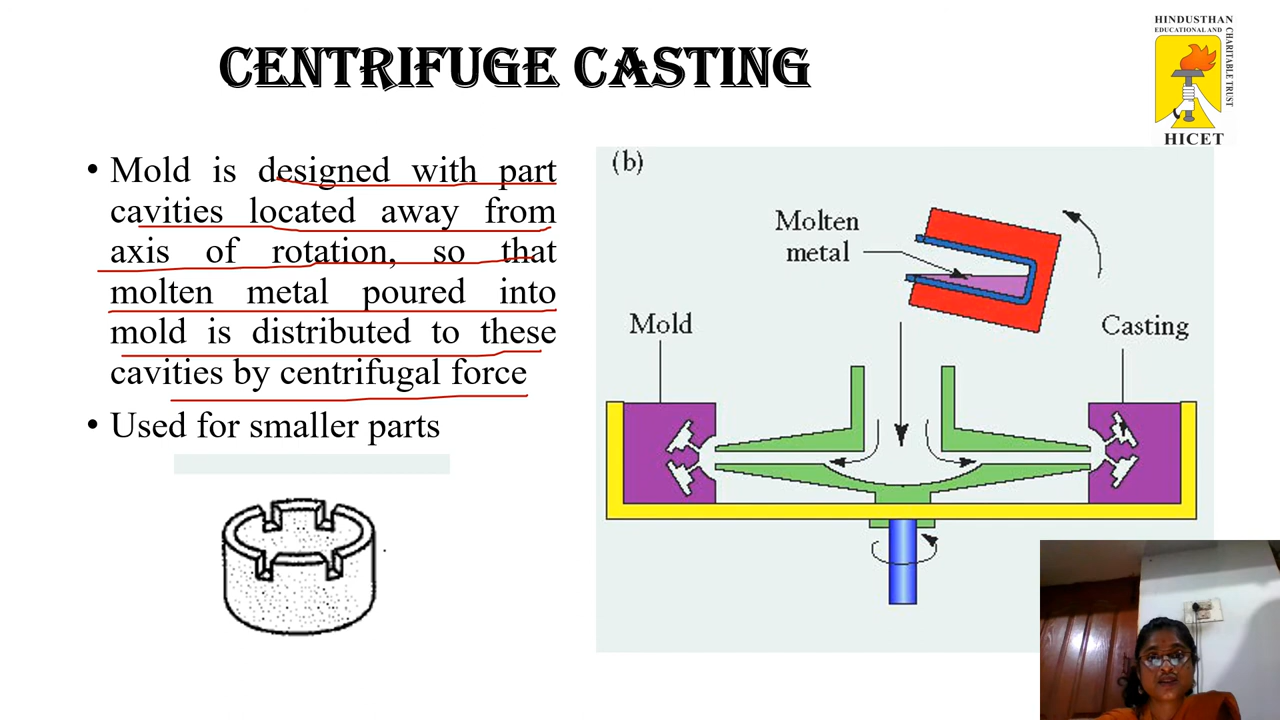 CENTRIFUGE CASTING
HINDUSTHAN
EDUCATIONAL AND
CHARITABLE TRUST
HICET
• Mold is designed with part
cavities located away from
axis of rotation, so that
molten metal poured into
mold is distributed to these
cavities by centrifugal force
• Used for smaller parts
(b)
Molten
metal
Mold
Casting